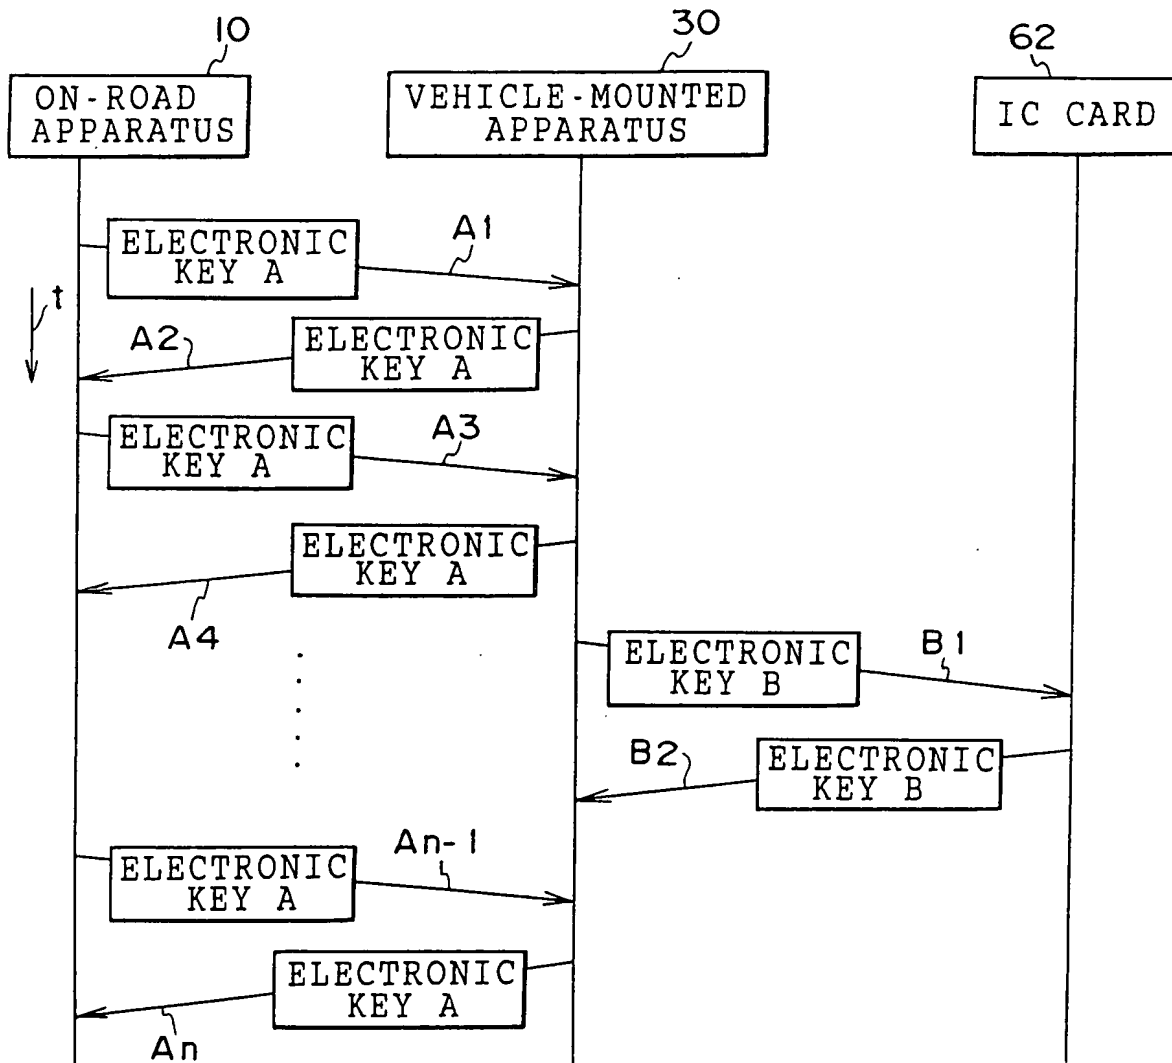 10
30
62
ON-ROAD
APPARATUS
VEHICLE-MOUNTED
APPARATUS
IC CARD
ELECTRONIC
KEY A
A1
t
A2
ELECTRONIC
KEY A
ELECTRONIC
KEY A
A3
ELECTRONIC
KEY A
A4
ELECTRONIC
KEY B
B1
B2
ELECTRONIC
KEY B
ELECTRONIC
KEY A
An-1
ELECTRONIC
KEY A
An